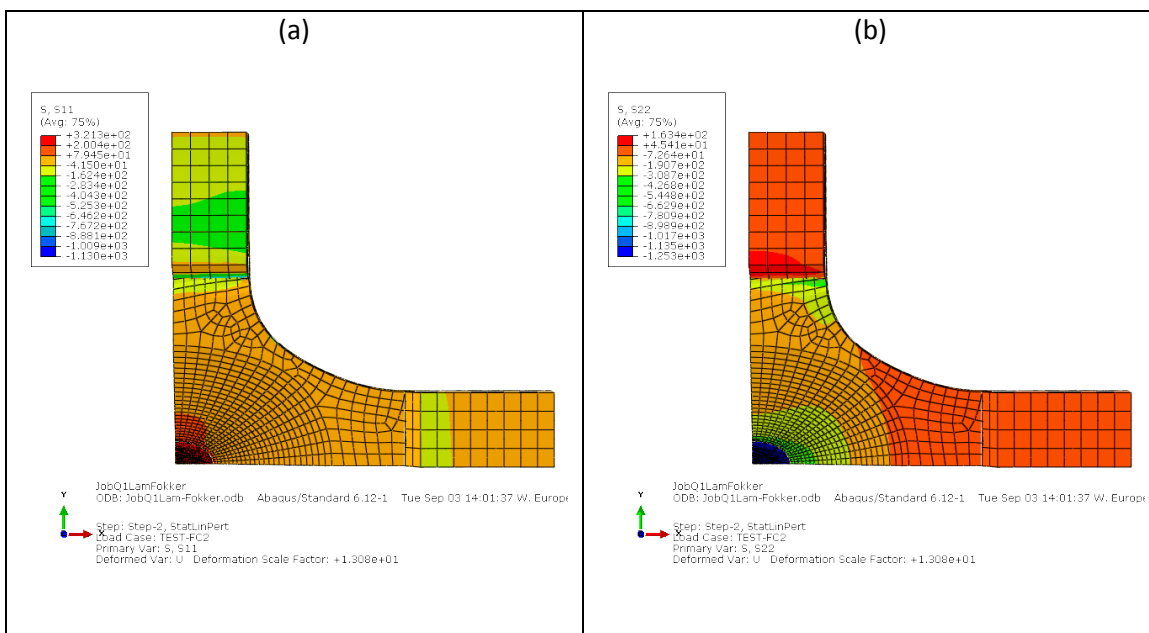 (a)
S, S11
(Avg: 75%)
+3.213e+02
+2.004e+02
+7.945e+01
-4.150e+01
-1.624e+02
-2.834e+02
-4.043e+02
-5.253e+02
-6.462e+02
-7.672e+02
-8.881e+02
-1.009e+03
-1.130e+03
JobQ1LamFokker
ODB: JobQ1Lam-Fokker.odb Abaqus/Standard 6.12-1 Tue Sep 03 14:01:37 W. Europe
Y
X
Step: Step-2, StatLinPert
Load Case: TEST-FC2
Primary Var: S, S11
Deformed Var: U Deformation Scale Factor: +1.308e+01
(b)
S, S22
(Avg: 75%)
+1.634e+02
+4.541e+01
-7.264e+01
-1.907e+02
-3.087e+02
-4.268e+02
-5.448e+02
-6.629e+02
-7.809e+02
-8.989e+02
-1.017e+03
-1.135e+03
-1.253e+03
JobQ1LamFokker
ODB: JobQ1Lam-Fokker.odb Abaqus/Standard 6.12-1 Tue Sep 03 14:01:37 W. Europe
Y
X
Step: Step-2, StatLinPert
Load Case: TEST-FC2
Primary Var: S, S22
Deformed Var: U Deformation Scale Factor: +1.308e+01